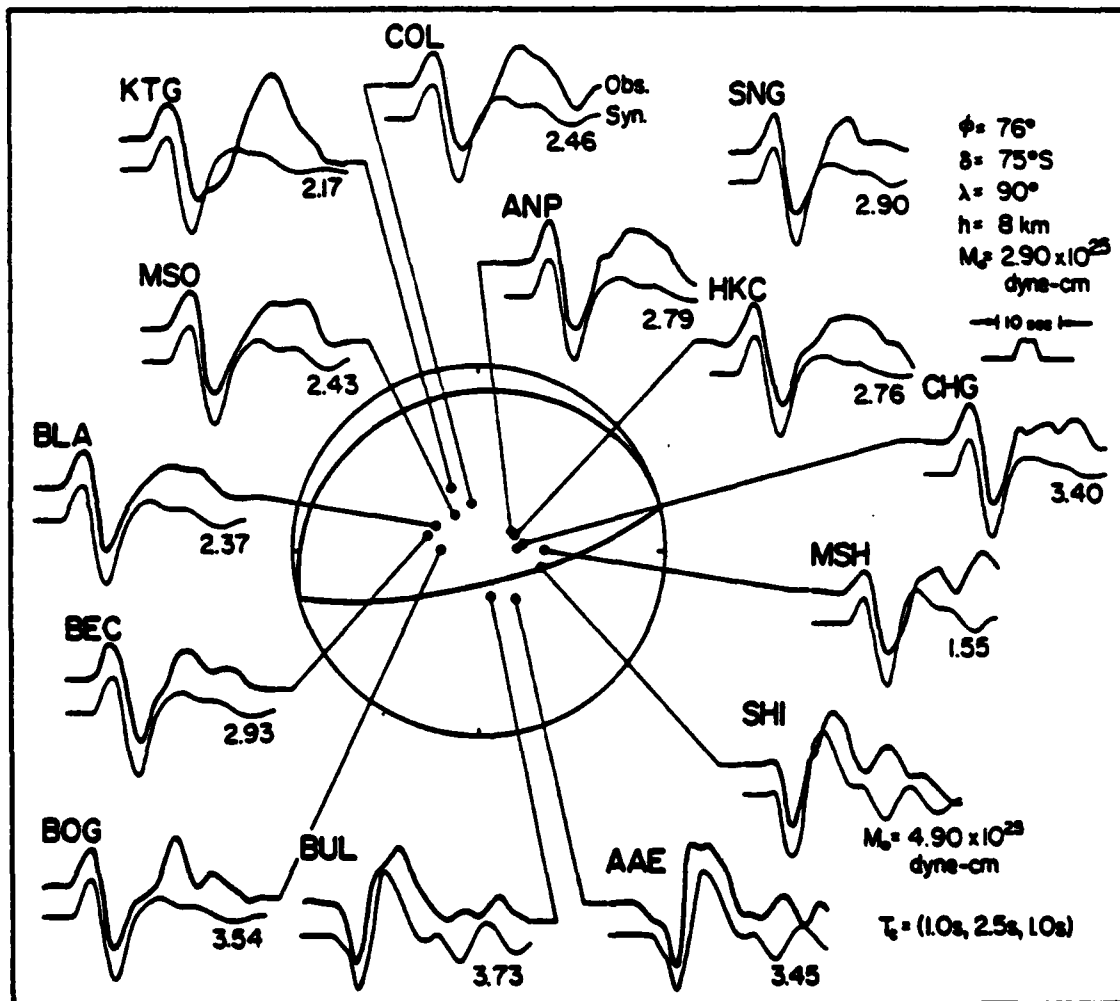 COL
KTG
Obs.
Syn.
2.46
SNG
φ= 76°
δ= 75°S
λ= 90°
h= 8 km
M₀= 2.90 x10²⁵
dyne-cm
2.17
2.90
ANP
MSO
HKC
10 sec
2.79
2.43
2.76
CHG
BLA
3.40
2.37
MSH
BEC
1.55
2.93
SHI
BOG
BUL
AAE
M₀= 4.90 x10²⁵
dyne-cm
3.54
3.73
3.45
= (1.0s, 2.5s, 1.0s)